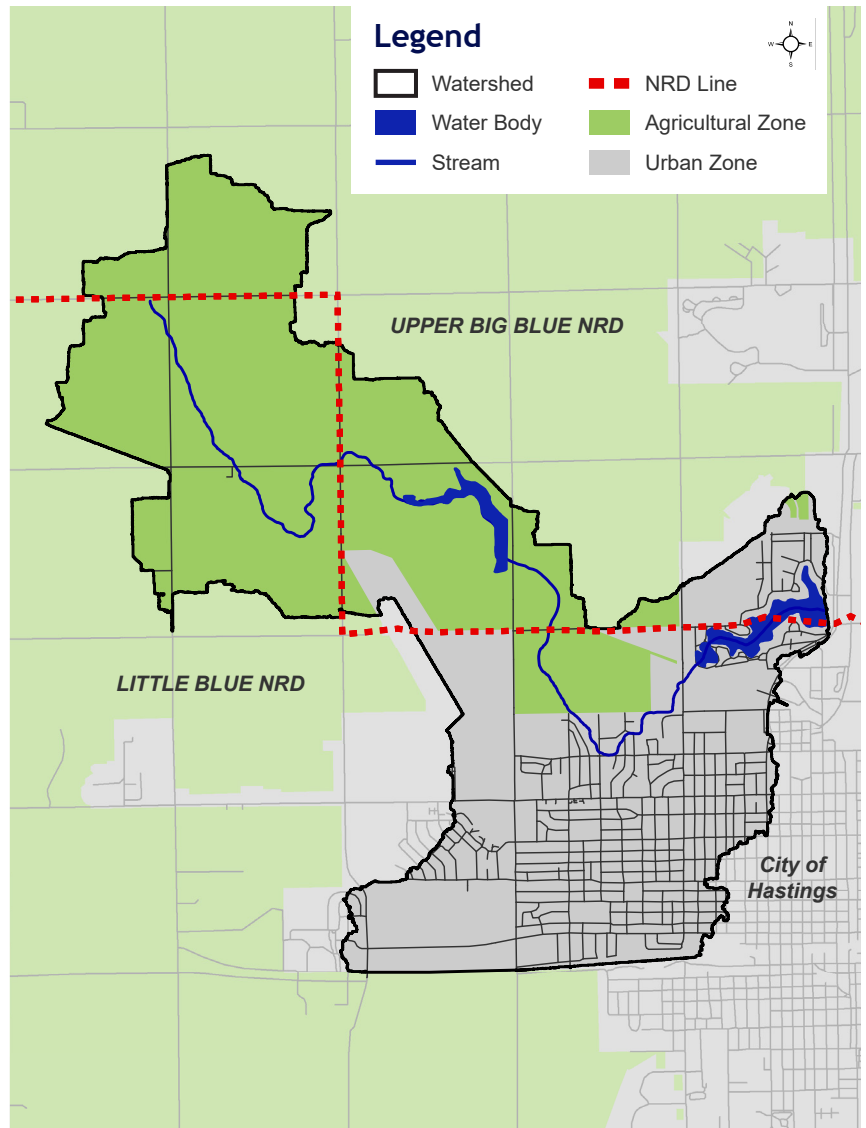 Legend
N
W E
S
Watershed
NRD Line
Water Body
Agricultural Zone
Stream
Urban Zone
UPPER BIG BLUE NRD
LITTLE BLUE NRD
City of
Hastings